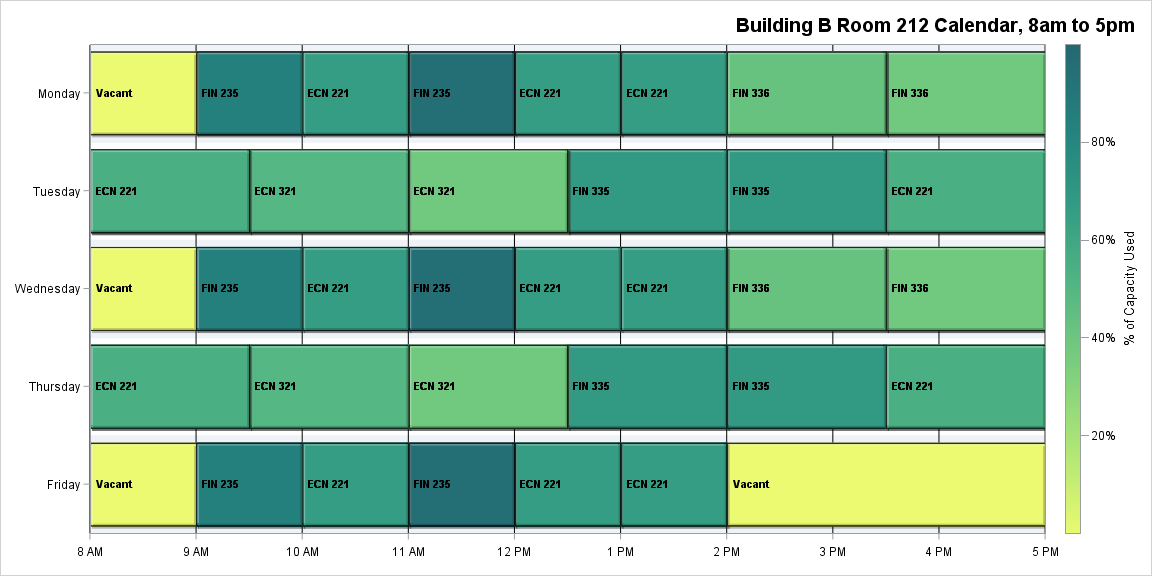 Building B Room 212 Calendar, 8am to 5pm
Monday
Vacant
FIN 235
ECN 221
FIN 235
ECN 221
ECN 221
FIN 336
FIN 336
Tuesday
ECN 221
ECN 321
ECN 321
FIN 335
FIN 335
ECN 221
Wednesday
Vacant
FIN 235
ECN 221
FIN 235
ECN 221
ECN 221
FIN 336
FIN 336
Thursday
ECN 221
ECN 321
ECN 321
FIN 335
FIN 335
ECN 221
Friday
Vacant
FIN 235
ECN 221
FIN 235
ECN 221
ECN 221
Vacant
8 AM
9 AM
10 AM
11 AM
12 PM
1 PM
2 PM
3 PM
4 PM
5 PM
80%
60%
40%
20%
% of Capacity Used